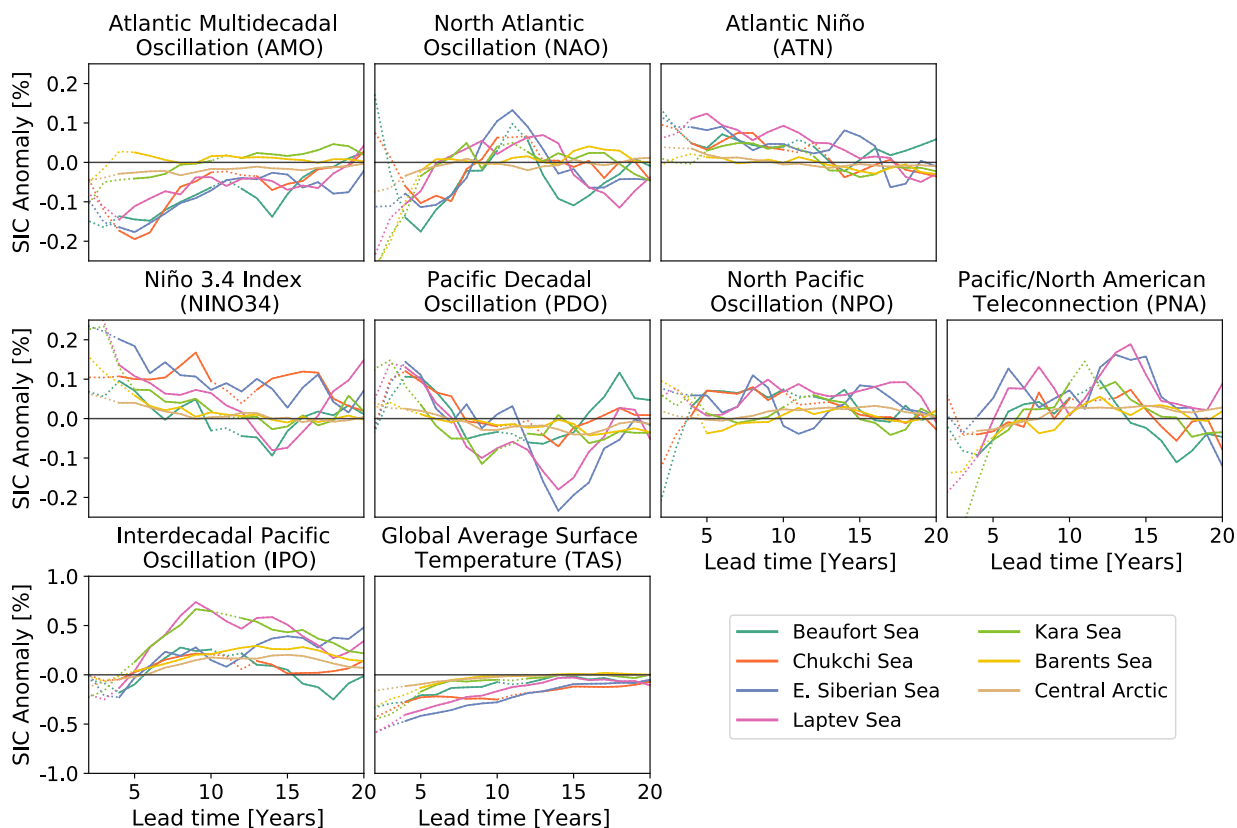 Atlantic Multidecadal
Oscillation (AMO)
North Atlantic
Oscillation (NAO)
Atlantic Niño
(ATN)
SIC Anomaly [%]
0.2
0.1
0.0
-0.1
-0.2
Niño 3.4 Index
(NINO34)
Pacific Decadal
Oscillation (PDO)
North Pacific
Oscillation (NPO)
Pacific/North American
Teleconnection (PNA)
SIC Anomaly [%]
0.2
0.1
0.0
-0.1
-0.2
5 10 15 20
Lead time [Years]
5 10 15 20
Lead time [Years]
Interdecadal Pacific
Oscillation (IPO)
Global Average Surface
Temperature (TAS)
SIC Anomaly [%]
1.0
0.5
-0.0
-0.5
-1.0
5 10 15 20
Lead time [Years]
5 10 15 20
Lead time [Years]
Beaufort Sea
Chukchi Sea
E. Siberian Sea
Laptev Sea
Kara Sea
Barents Sea
Central Arctic